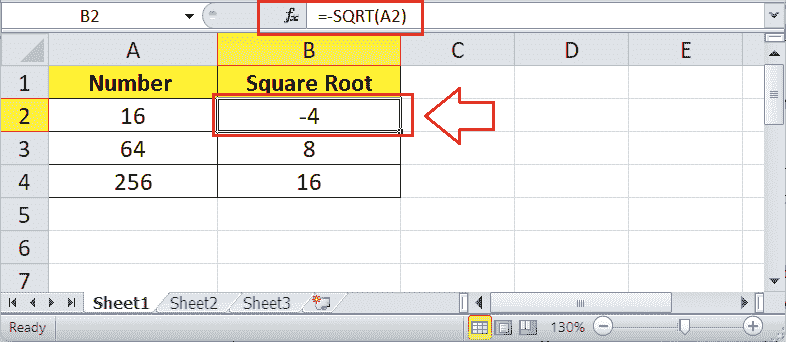 B2 fx =-SQRT(A2)
A B C D E
1 Number Square Root
2 16 -4
3 64 8
4 256 16
5
6
7
Sheet1 Sheet2 Sheet3
Ready 130%